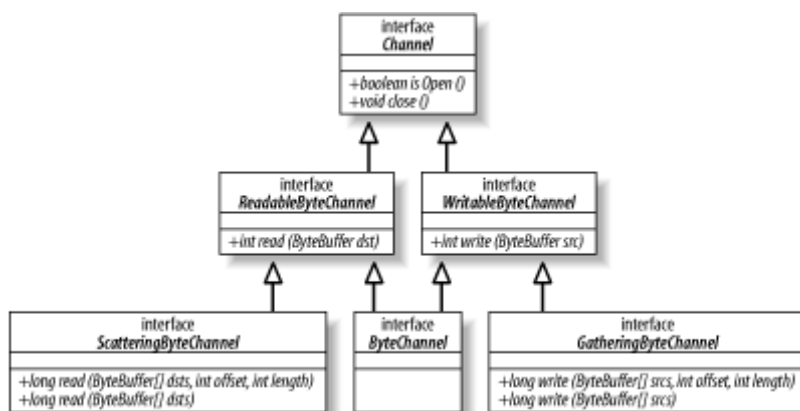 interface
Channel
+boolean is Open ()
+void close ()
interface
ReadableByteChannel
+int read (ByteBuffer dst)
interface
WritableByteChannel
+int write (ByteBuffer src)
interface
ScatteringByteChannel
+long read (ByteBuffer[] dsts, int offset, int length)
+long read (ByteBuffer[] dsts)
interface
ByteChannel
interface
GatheringByteChannel
+long write (ByteBuffer[] srcs, int offset, int length)
+long write (ByteBuffer[] srcs)